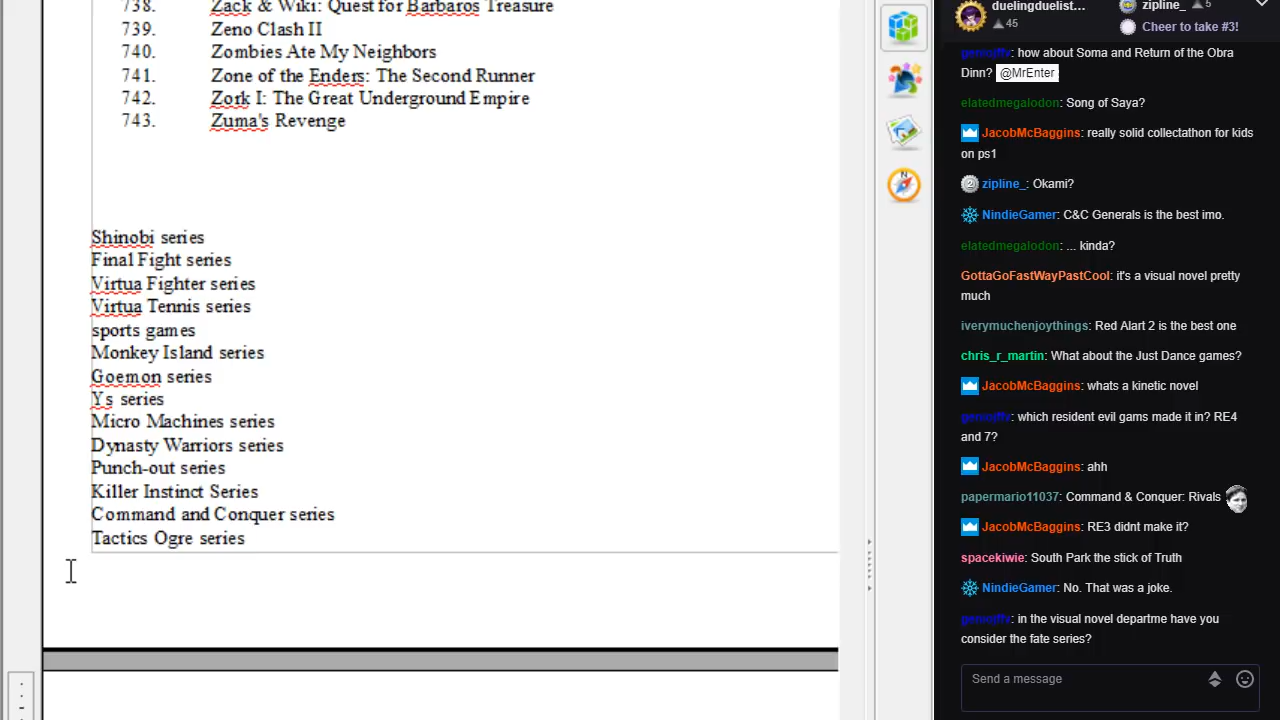 738. Zack & Wiki: Quest for Barbaros Treasure
739. Zeno Clash II
740. Zombies Ate My Neighbors
741. Zone of the Enders: The Second Runner
742. Zork I: The Great Underground Empire
743. Zuma's Revenge
Shinobi series
Final Fight series
Virtua Fighter series
Virtua Tennis series
sports games
Monkey Island series
Goemon series
Ys series
Micro Machines series
Dynasty Warriors series
Punch-out series
Killer Instinct Series
Command and Conquer series
Tactics Ogre series
duelingduelist...
45
zipline_ 5
Cheer to take #3!
how about Soma and Return of the Obra
Dinn? @MrEnter
elatedmegalodon: Song of Saya?
JacobMcBaggins: really solid collectathon for kids
on ps1
zipline_: Okami?
NindieGamer: C&C Generals is the best imo.
elatedmegalodon: ... kinda?
GottaGoFastWayPastCool: it's a visual novel pretty
much
iverymuchenjoythings: Red Alart 2 is the best one
chris_r_martin: What about the Just Dance games?
JacobMcBaggins: whats a kinetic novel
which resident evil gams made it in? RE4
and 7?
JacobMcBaggins: ahh
papermario11037: Command & Conquer: Rivals
JacobMcBaggins: RE3 didnt make it?
spacekiwie: South Park the stick of Truth
NindieGamer: No. That was a joke.
in the visual novel departme have you
consider the fate series?
Send a message